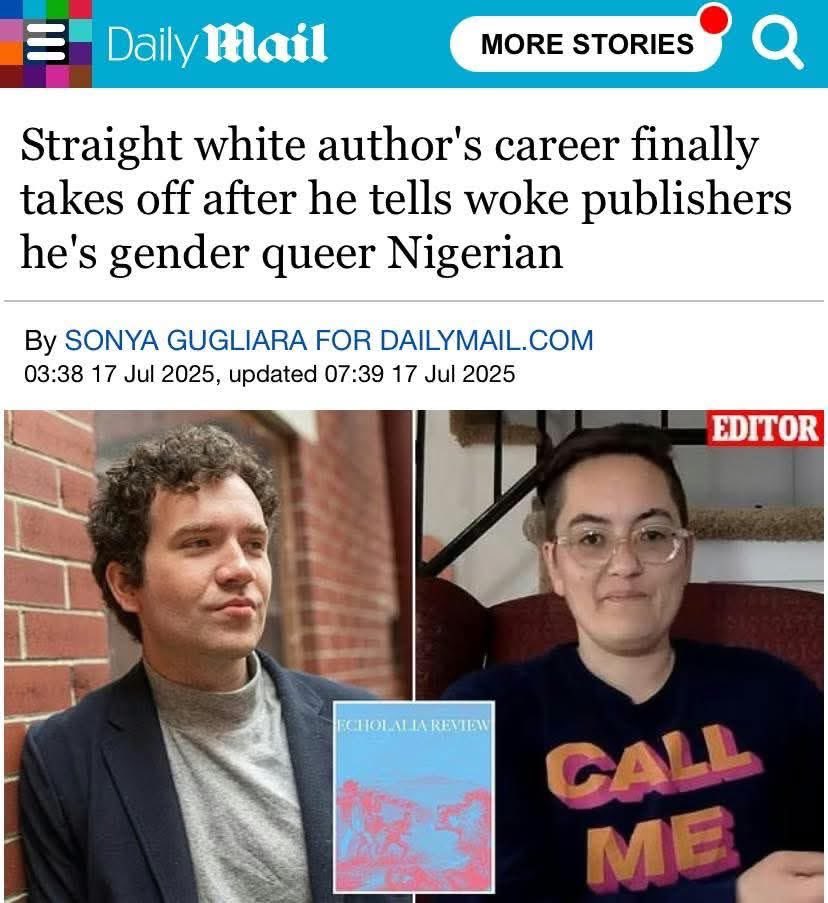 Daily Mail
MORE STORIES
Straight white author's career finally
takes off after he tells woke publishers
he's gender queer Nigerian
By SONYA GUGLIARA FOR DAILYMAIL.COM
03:38 17 Jul 2025, updated 07:39 17 Jul 2025
EDITOR
ECHOLALIA REVIEW
CALL
ME